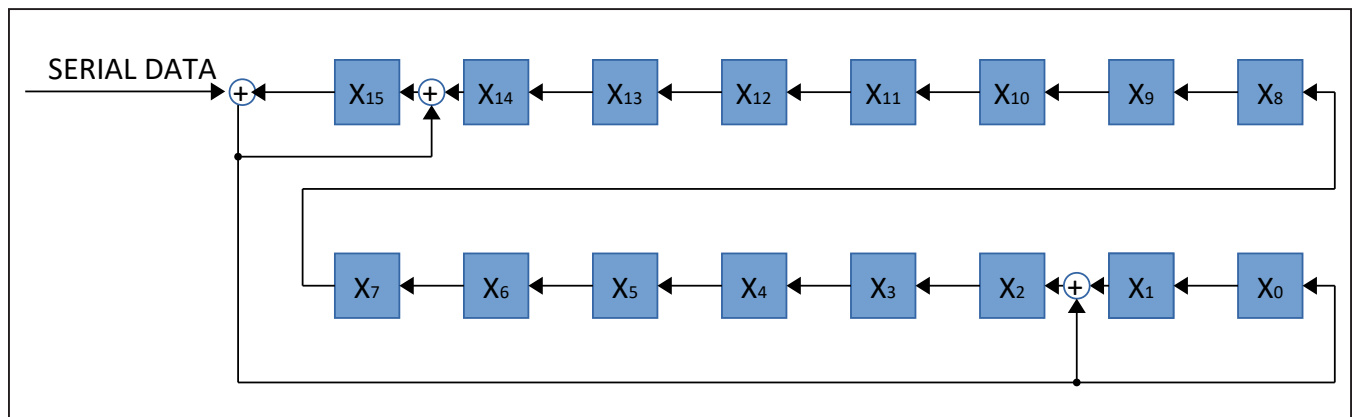 SERIAL DATA
+ X15 + X14 X13 X12 X11 X10 X9 X8
X7 X6 X5 X4 X3 X2 + X1 X0